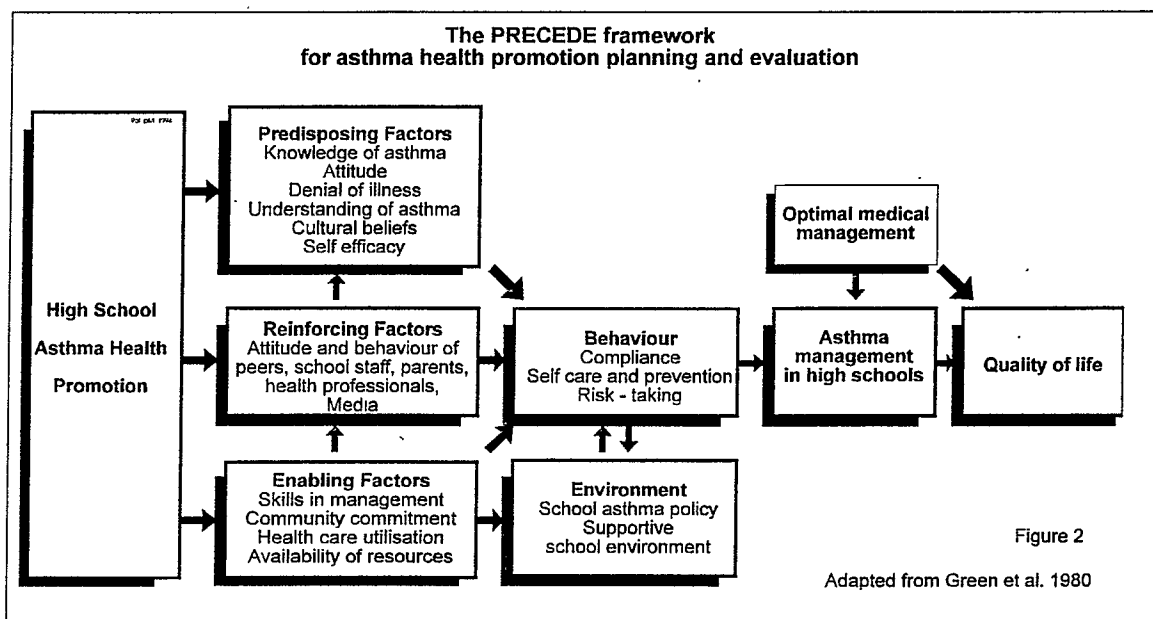 The PRECEDE framework
for asthma health promotion planning and evaluation
High School
Asthma Health
Promotion
Predisposing Factors
Knowledge of asthma
Attitude
Denial of illness
Understanding of asthma
Cultural beliefs
Self efficacy
Reinforcing Factors
Attitude and behaviour of
peers, school staff, parents,
health professionals,
Media
Enabling Factors
Skills in management
Community commitment
Health care utilisation
Availability of resources
Behaviour
Compliance
Self care and prevention
Risk - taking
Environment
School asthma policy
Supportive
school environment
Optimal medical
management
Asthma
management
in high schools
Quality of life
Figure 2
Adapted from Green et al. 1980